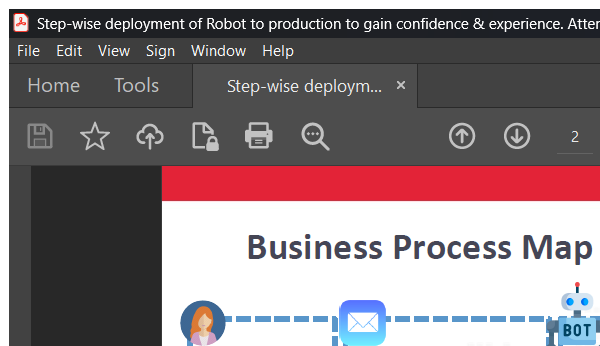 Step-wise deployment of Robot to production to gain confidence & experience. Atter
File Edit View Sign Window Help
Home Tools Step-wise deploym... ×
2
Business Process Map
BOT